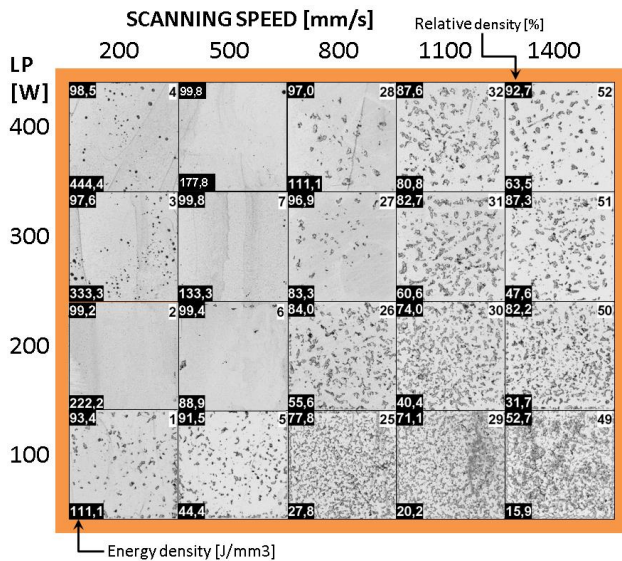 SCANNING SPEED [mm/s]
Relative density [%]
200 500 800 1100 1400
LP
[W]
400
98,5 4 99,8 97,0 28 87,6 32 92,7 52
444,4 177,8 111,1 80,8 63,5
300
97,6 3 99,8 7 96,9 27 82,7 31 87,3 51
333,3 133,3 83,3 60,6 47,6
200
99,2 2 99,4 6 84,0 26 74,0 30 82,2 50
222,2 88,9 55,6 40,4 31,7
100
93,4 1 91,5 5 77,8 25 71,1 29 52,7 49
111,1 44,4 27,8 20,2 15,9
Energy density [J/mm3]